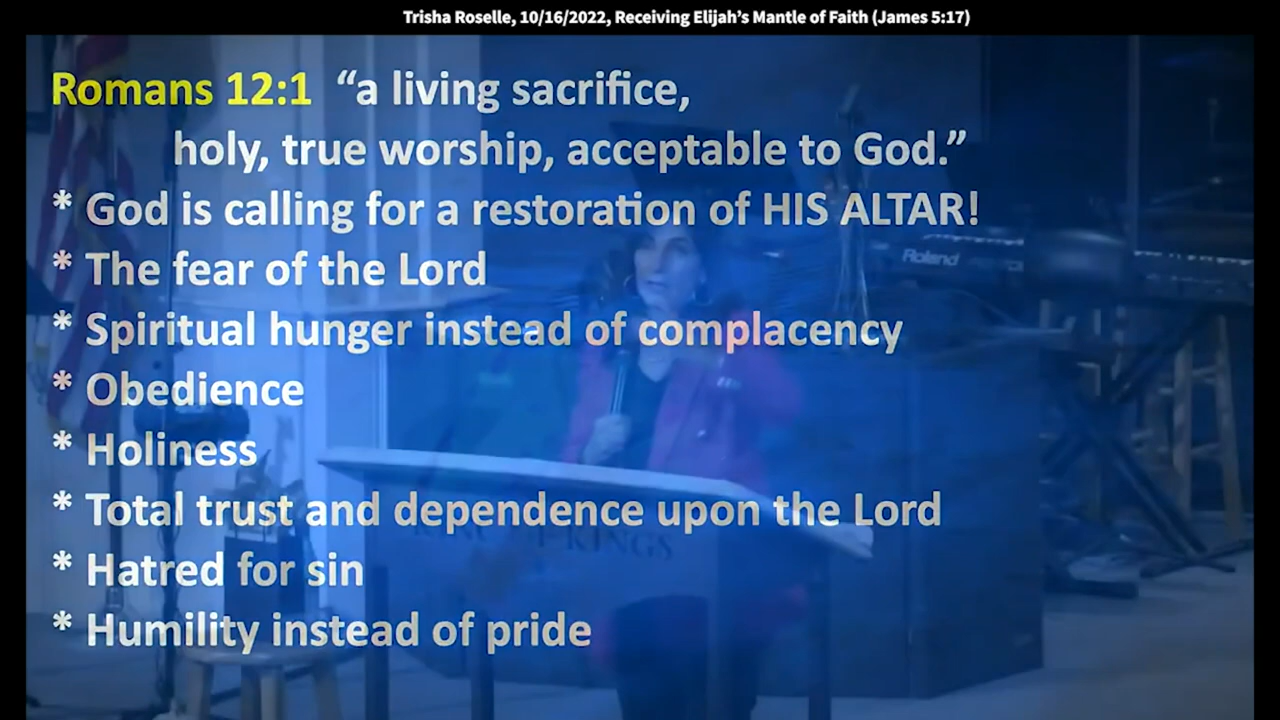 Trisha Roselle, 10/16/2022, Receiving Elijah’s Mantle of Faith (James 5:17)
Romans 12:1 “a living sacrifice,
holy, true worship, acceptable to God.”
* God is calling for a restoration of HIS ALTAR!
Roland
* The fear of the Lord
* Spiritual hunger instead of complacency
* Obedience
* Holiness
* Total trust and dependence upon the Lord
KINGS
* Hatred for sin
* Humility instead of pride